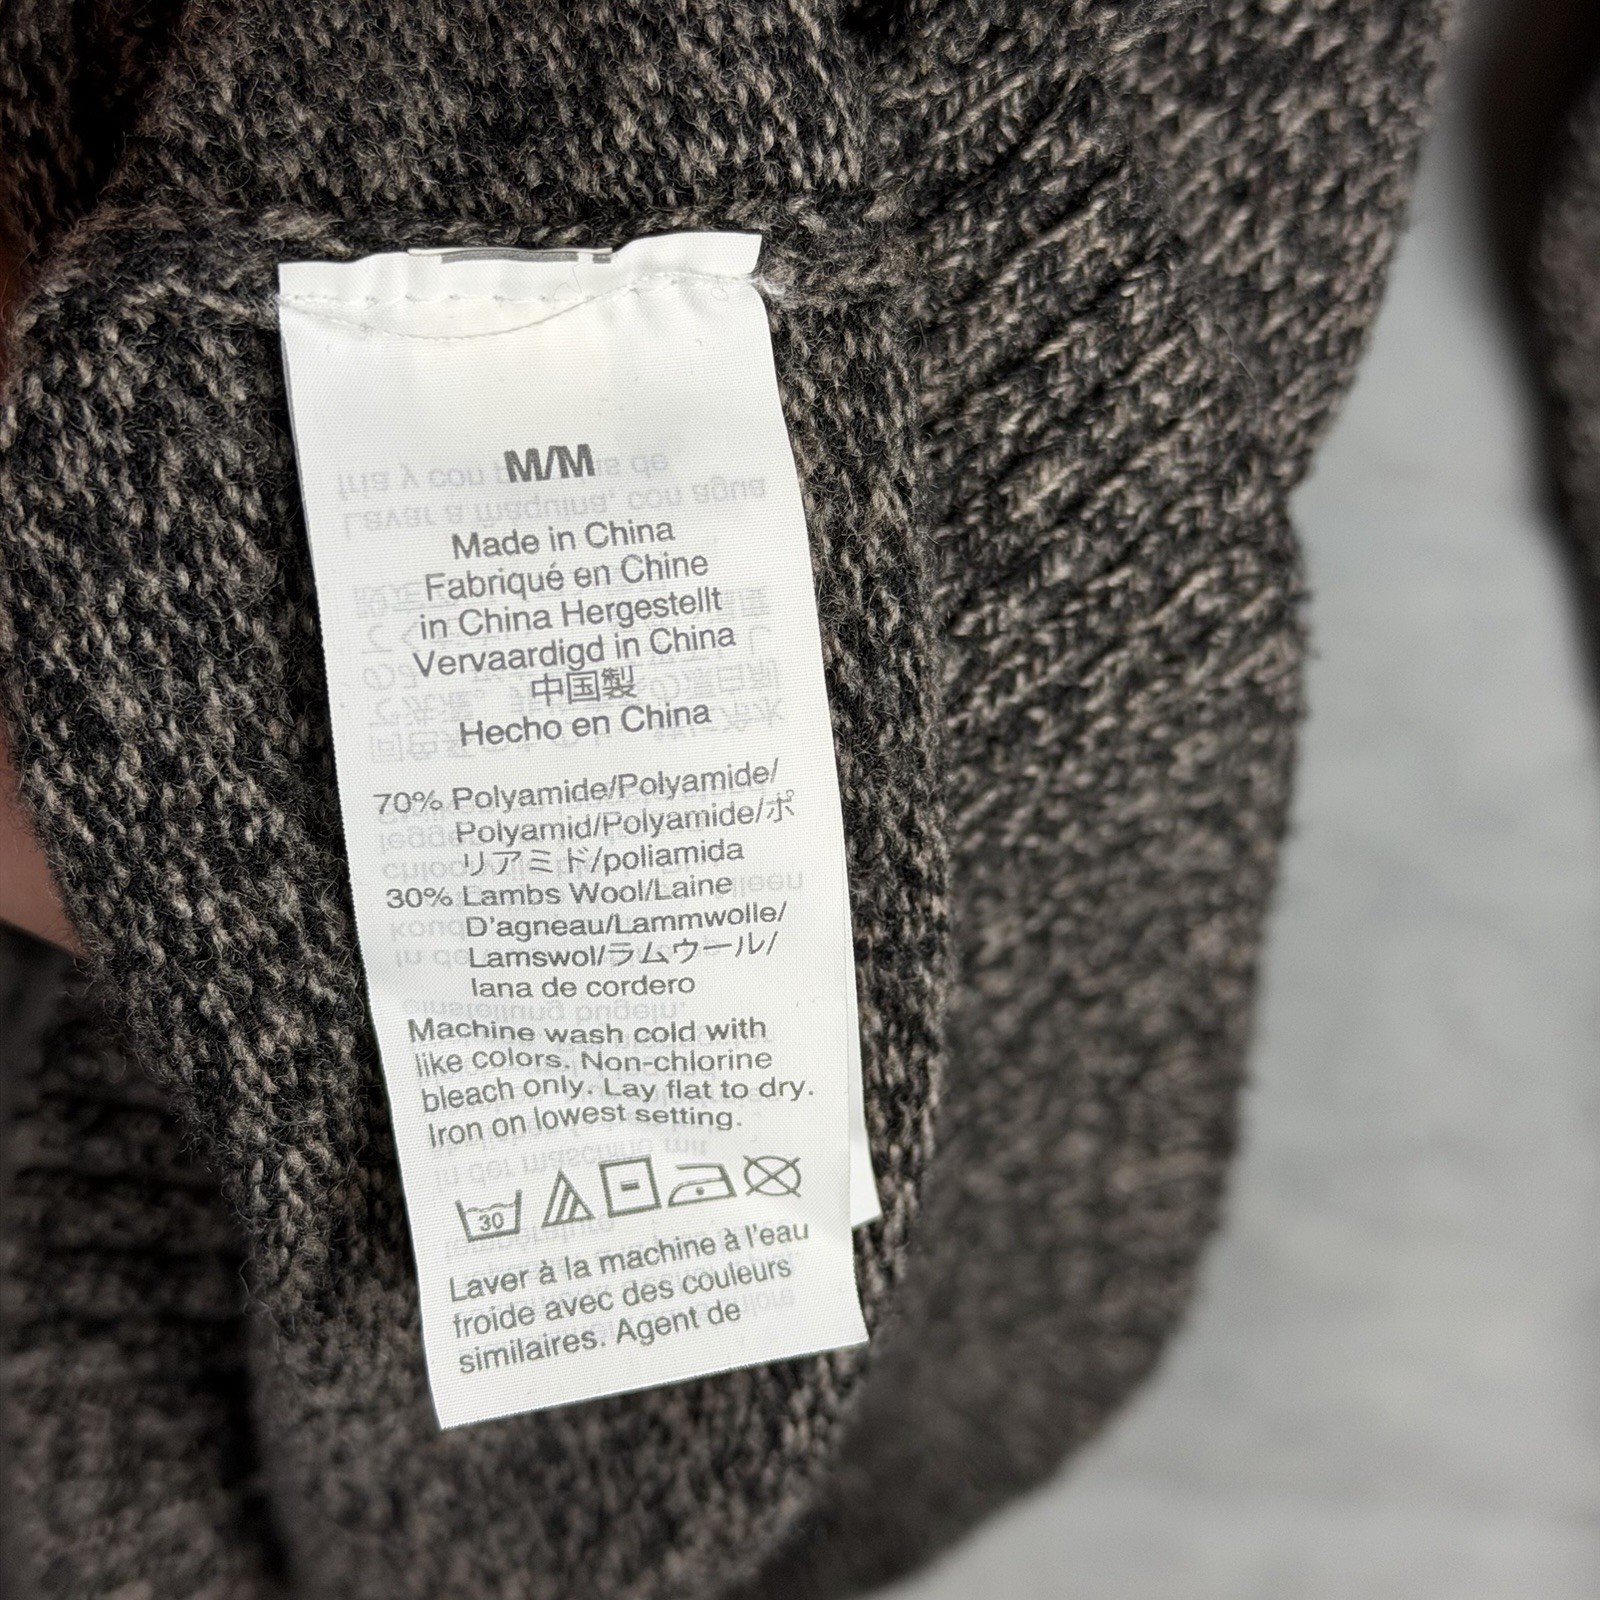 M/M
Made in China
Fabriqué en Chine
in China Hergestellt
Vervaardigd in China
中国製
Hecho en China
70% Polyamide/Polyamide/
Polyamid/Polyamide/ポ
リアミド/poliamida
30% Lambs Wool/Laine
D'agneau/Lammwolle/
Lamswol/ラムウール/
lana de cordero
Machine wash cold with
like colors. Non-chlorine
bleach only. Lay flat to dry.
Iron on lowest setting.
30
Laver à la machine à l'eau
froide avec des couleurs
similaires. Agent de